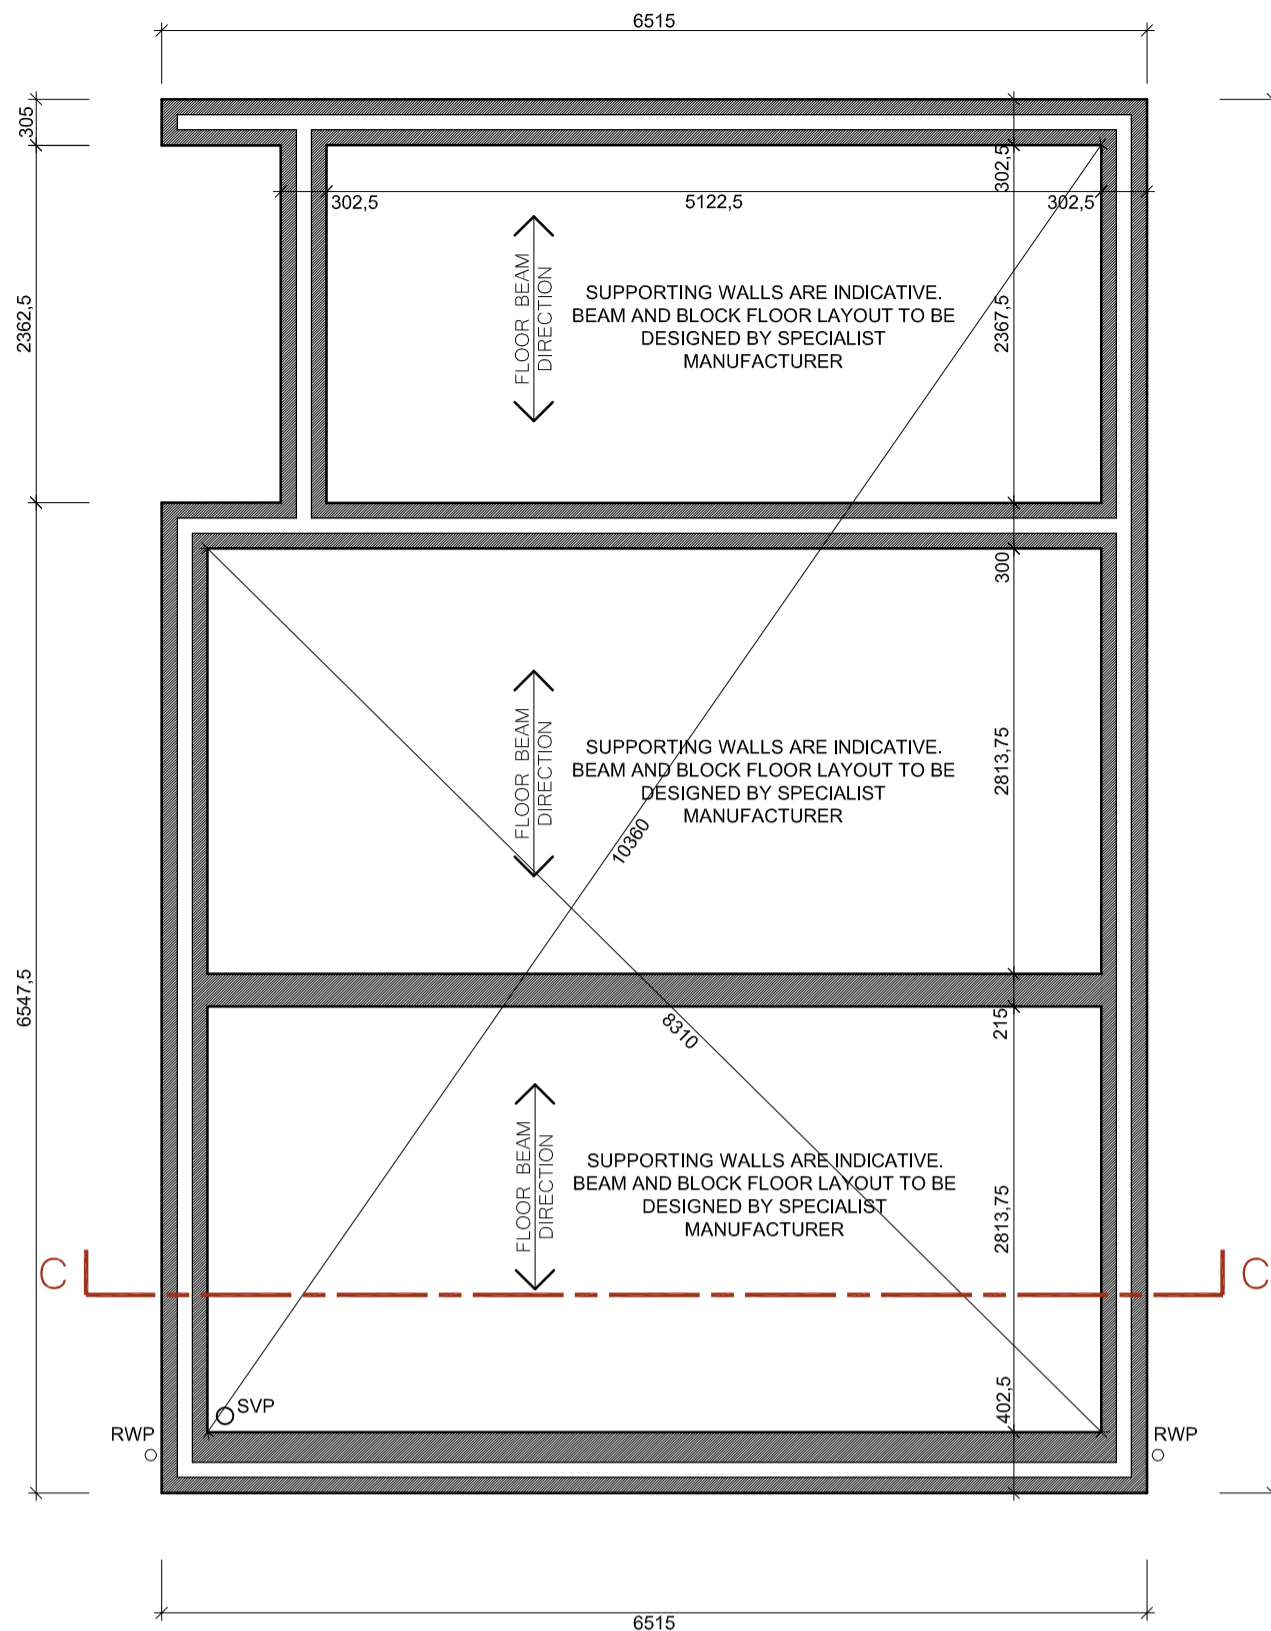 6515
305
302,5
302,5
5122,5
302,5
FLOOR BEAM
DIRECTION
SUPPORTING WALLS ARE INDICATIVE.
BEAM AND BLOCK FLOOR LAYOUT TO BE
DESIGNED BY SPECIALIST
MANUFACTURER
2362,5
2367,5
300
FLOOR BEAM
DIRECTION
SUPPORTING WALLS ARE INDICATIVE.
BEAM AND BLOCK FLOOR LAYOUT TO BE
DESIGNED BY SPECIALIST
MANUFACTURER
2813,75
10360
6547,5
8310
215
FLOOR BEAM
DIRECTION
SUPPORTING WALLS ARE INDICATIVE.
BEAM AND BLOCK FLOOR LAYOUT TO BE
DESIGNED BY SPECIALIST
MANUFACTURER
2813,75
C
C
402,5
SVP
RWP
RWP
6515